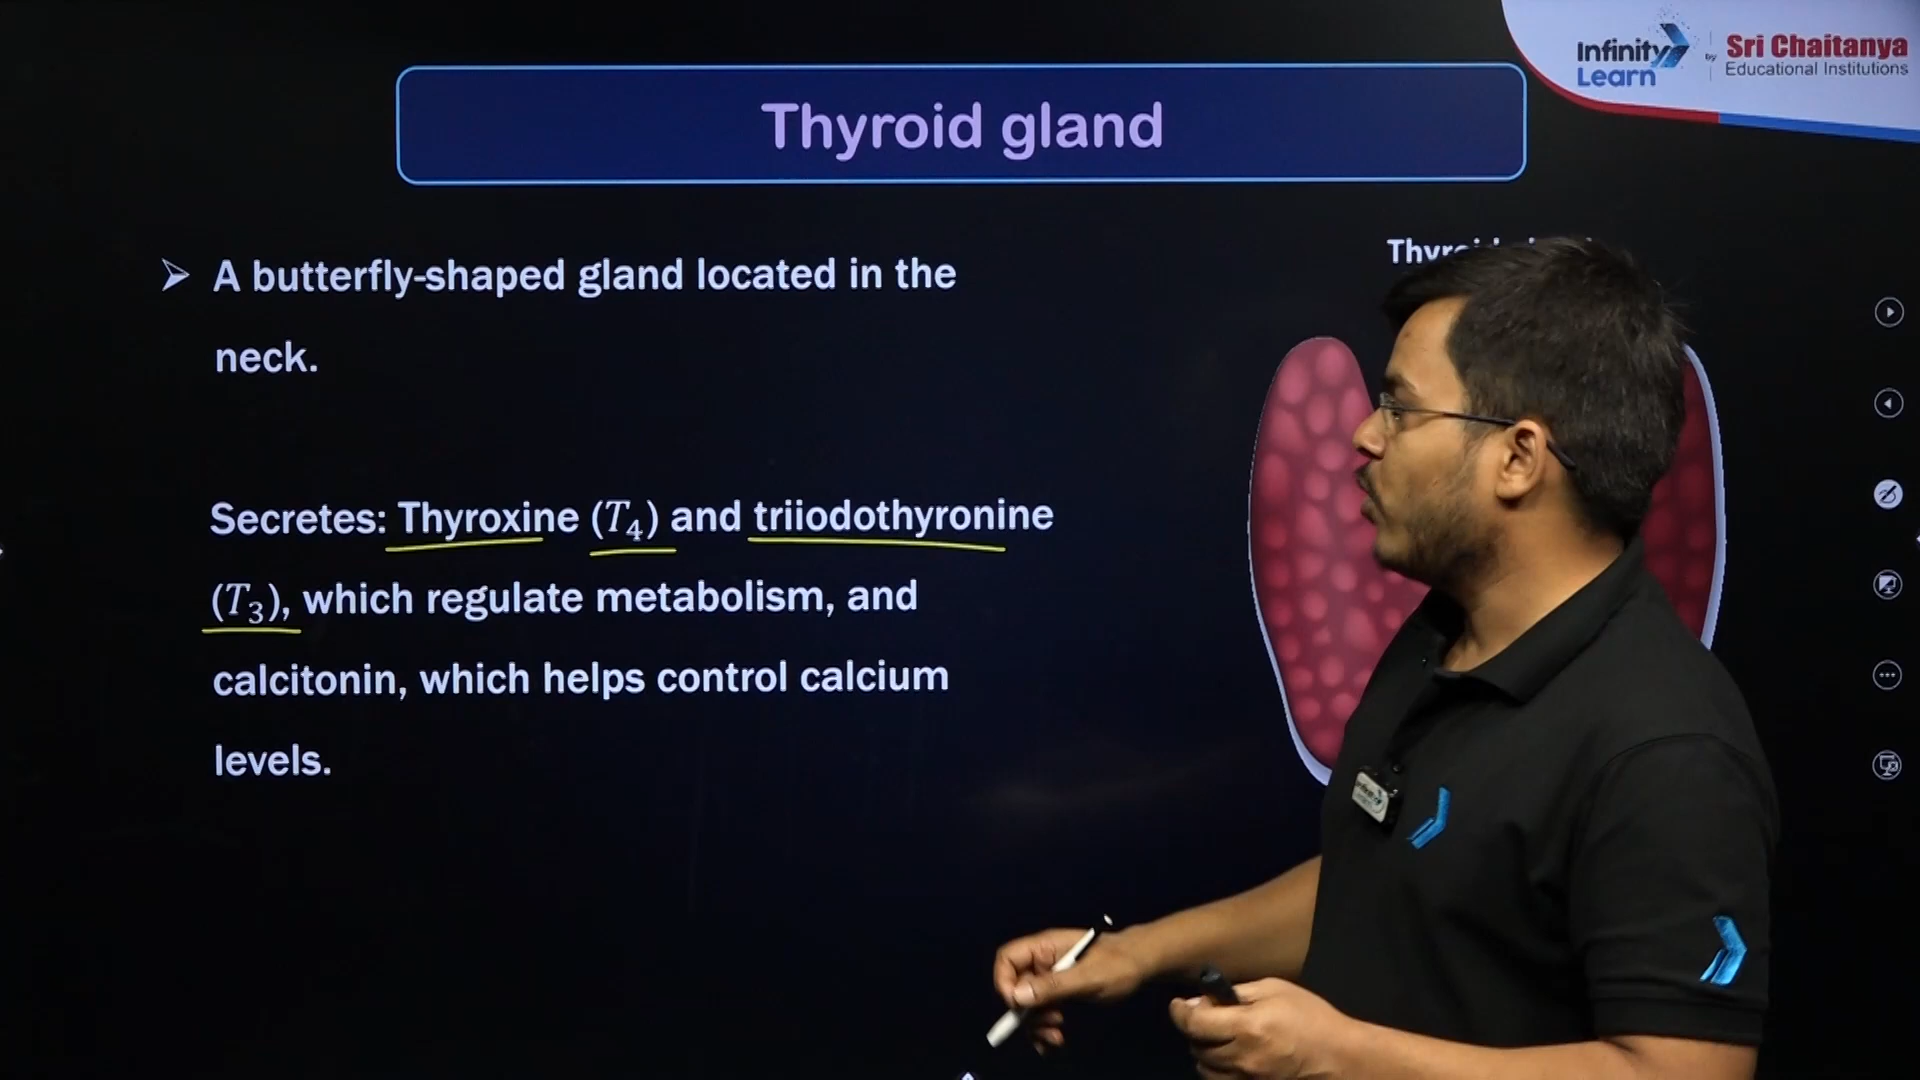 Infinity
Learn
by
Sri Chaitanya
Educational Institutions
Thyroid gland
➢ A butterfly-shaped gland located in the
neck.
Secretes: Thyroxine (T₄) and triiodothyronine
(T₃), which regulate metabolism, and
calcitonin, which helps control calcium
levels.